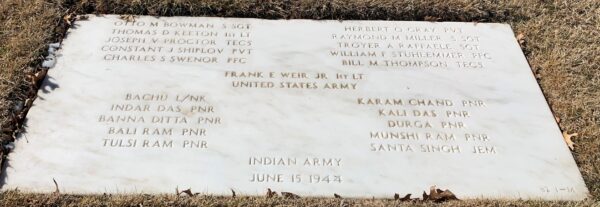 OTTO M BOWMAN S SGT
THOMAS D KEETON 1ST LT
JOSEPH V PROCTOR TEC5
CONSTANT J SHIPLOV PVT
CHARLES S SWENOR PFC
HERBERT O GRAY PVT
RAYMOND M MILLER S SGT
TROYER A RAFFAELE SGT
WILLIAM F STUHLEMMER PFC
BILL M THOMPSON TEC5
FRANK E WEIR JR 1ST LT
UNITED STATES ARMY
BACHU L/NK
INDAR DAS PNR
BANNA DITTA PNR
BALI RAM PNR
TULSI RAM PNR
KARAM CHAND PNR
KALI DAS PNR
DURGA PNR
MUNSHI RAM PNR
SANTA SINGH JEM
INDIAN ARMY
JUNE 15 1944